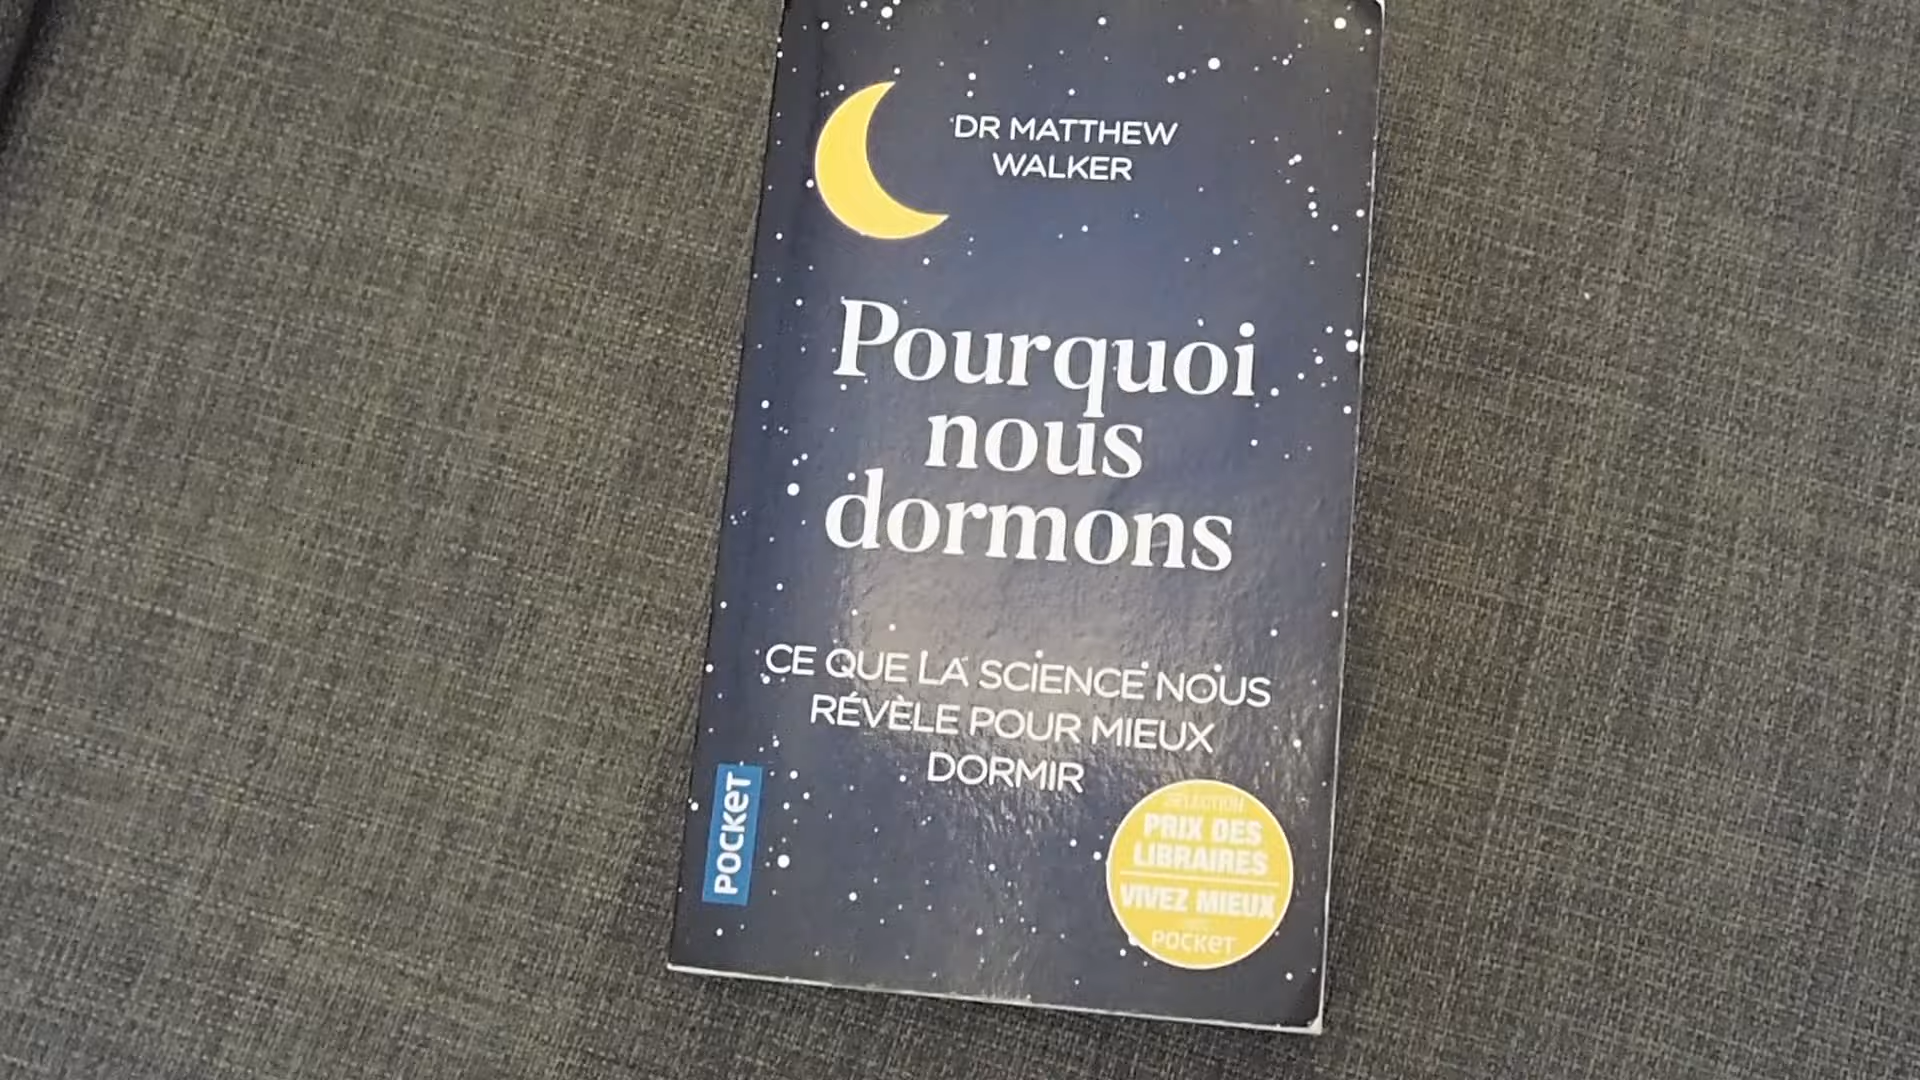 DR MATTHEW
WALKER
Pourquoi
nous
dormons
CE QUE LA SCIENCE NOUS
RÉVÈLE POUR MIEUX
DORMIR
POCKET
SÉLECTION
PRIX DES
LIBRAIRES
VIVEZ MIEUX
POCKET